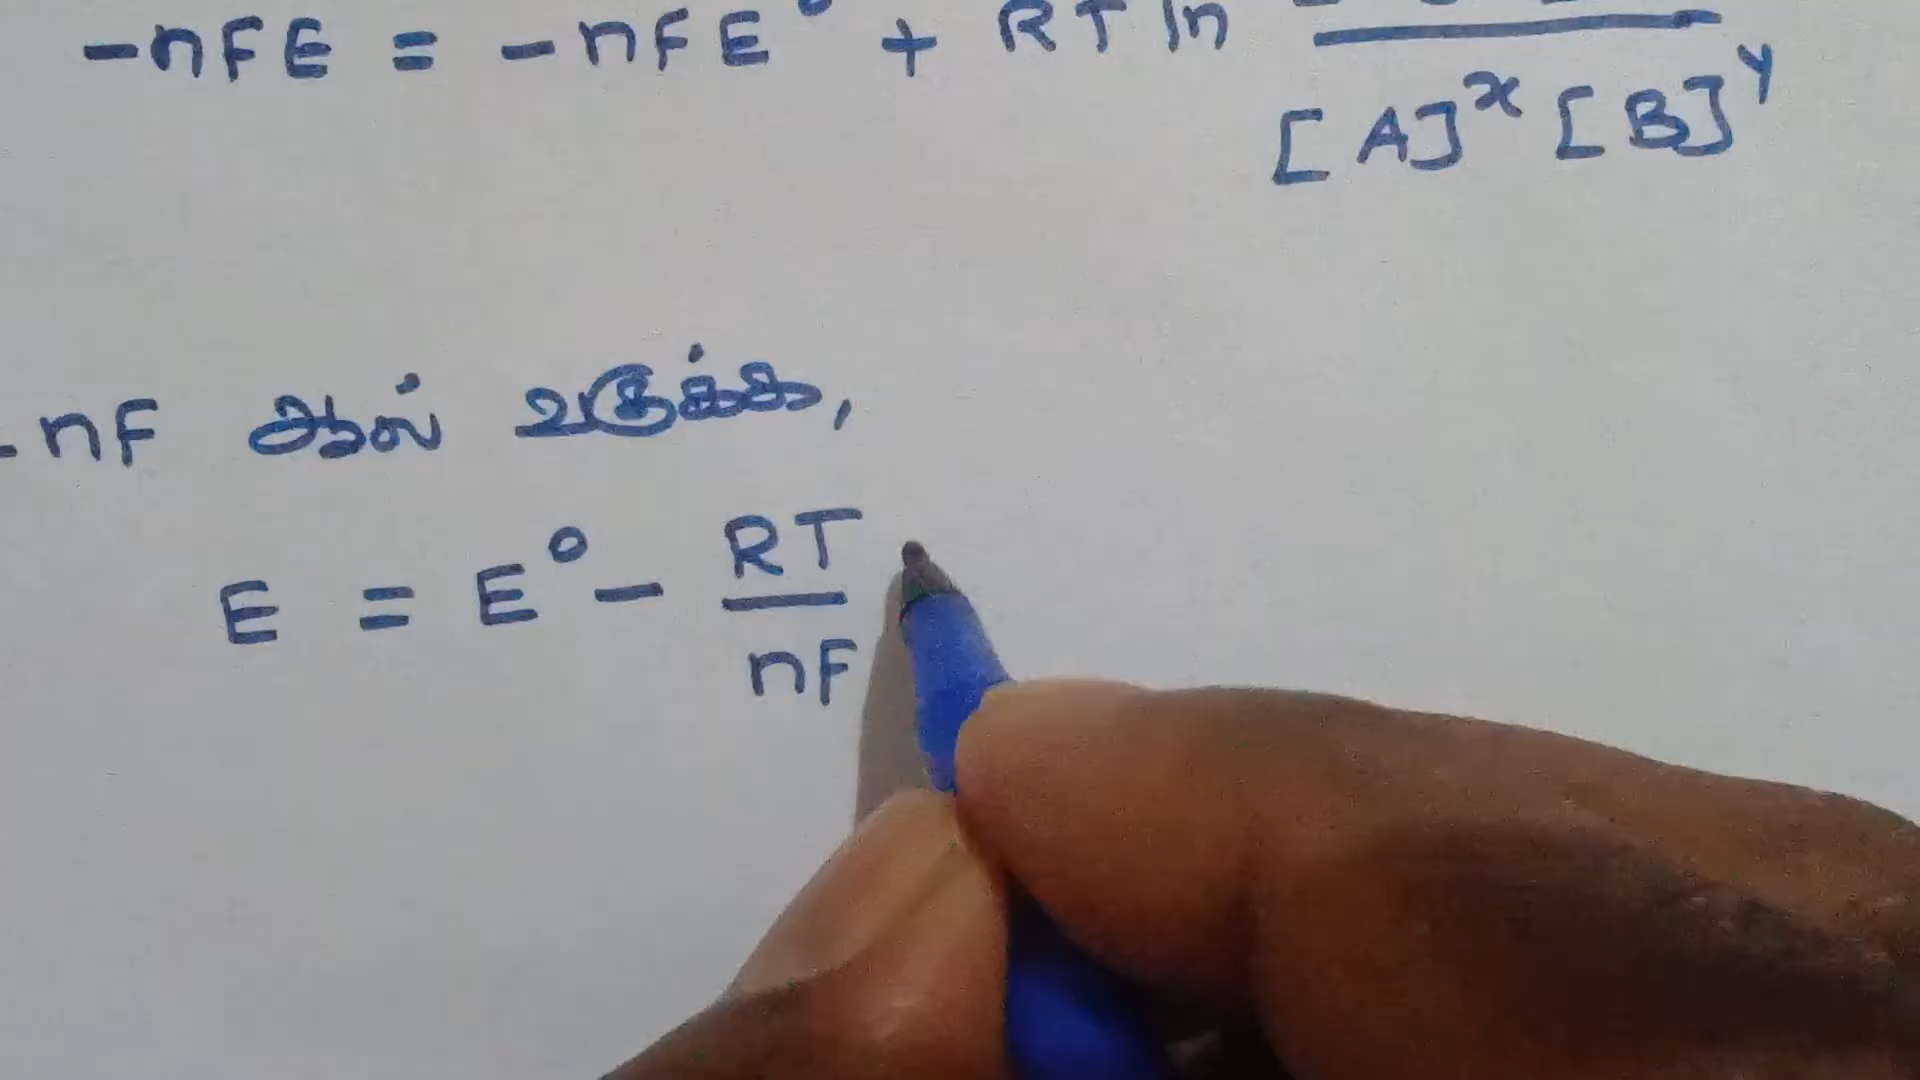 -nFE = -nFE° + RT ln
[A]^x [B]^y
-nF ஆல் வகுக்க,
E = E° - RT
nF